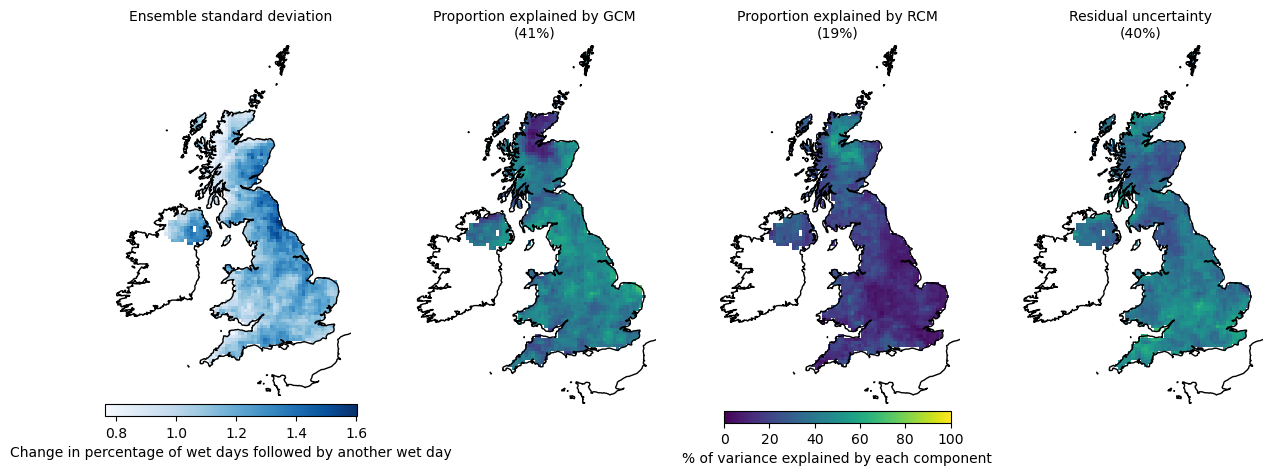 Ensemble standard deviation
Proportion explained by GCM
(41%)
Proportion explained by RCM
(19%)
Residual uncertainty
(40%)
0.8 1.0 1.2 1.4 1.6
Change in percentage of wet days followed by another wet day
0 20 40 60 80 100
% of variance explained by each component